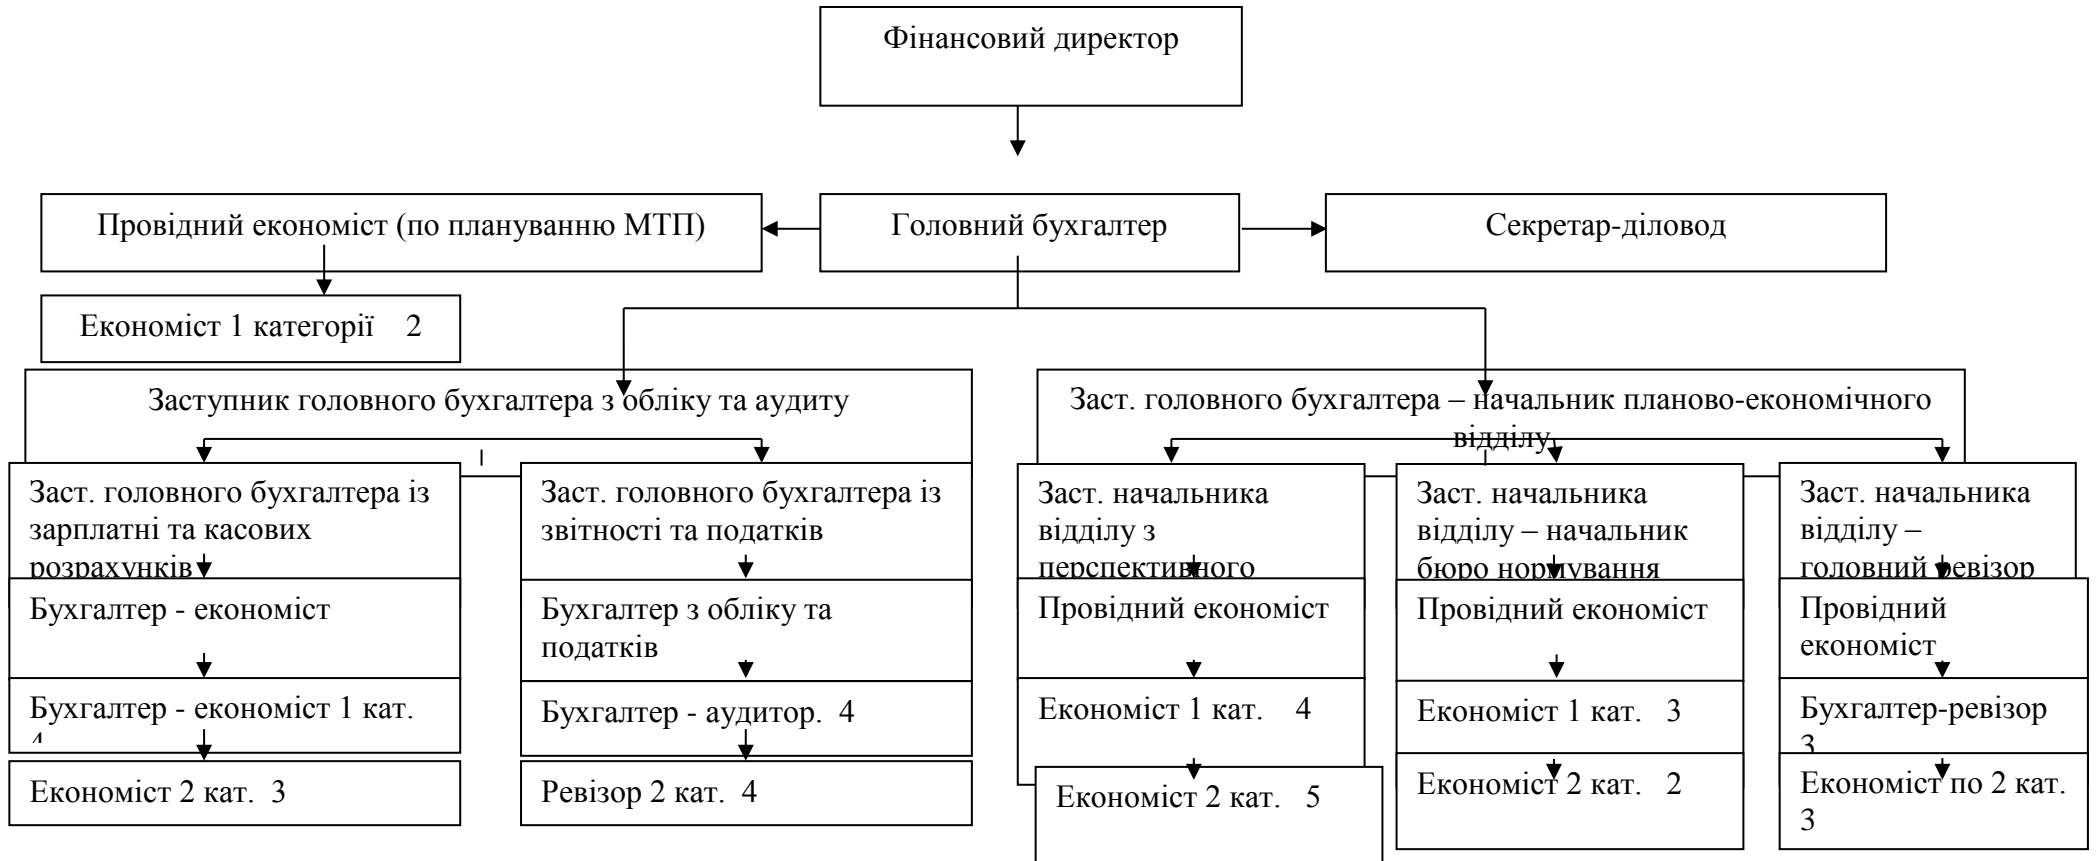 Фінансовий директор
Провідний економіст (по плануванню МТП)
Головний бухгалтер
Секретар-діловод
Економіст 1 категорії 2
Заступник головного бухгалтера з обліку та аудиту
Заст. головного бухгалтера – начальник планово-економічного
відділу
Заст. головного бухгалтера із
зарплатні та касових
розрахунків
Заст. головного бухгалтера із
звітності та податків
Заст. начальника
відділу з
перспективного
Заст. начальника
відділу – начальник
бюро нормування
Заст. начальника
відділу –
головний ревізор
Бухгалтер - економіст
Бухгалтер з обліку та
податків
Провідний економіст
Провідний економіст
Провідний
економіст
Бухгалтер - економіст 1 кат.
4
Бухгалтер - аудитор. 4
Економіст 1 кат. 4
Економіст 1 кат. 3
Бухгалтер-ревізор
3
Економіст 2 кат. 3
Ревізор 2 кат. 4
Економіст 2 кат. 5
Економіст 2 кат. 2
Економіст по 2 кат.
3